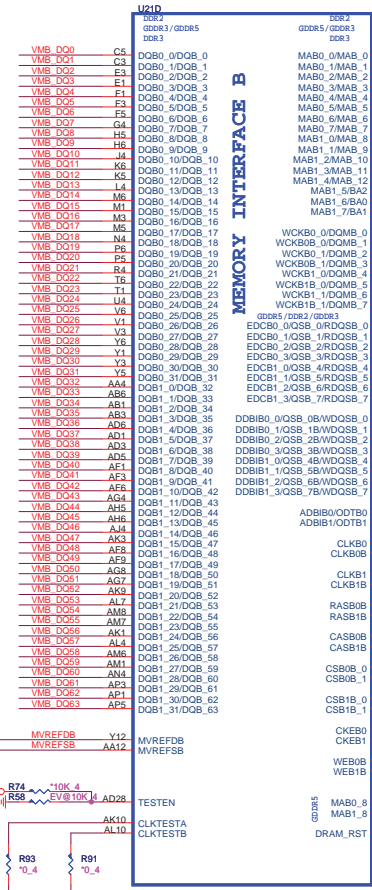 U21D
DDR2 DDR2
GDDR3/GDDR5 GDDR5/GDDR3
DDR3 DDR3
MEMORY INTERFACE B
VMB_DQ0 C5 DQB0_0/DQB_0 MAB0_0/MAB_0
VMB_DQ1 C3 DQB0_1/DQB_1 MAB0_1/MAB_1
VMB_DQ2 E3 DQB0_2/DQB_2 MAB0_2/MAB_2
VMB_DQ3 E1 DQB0_3/DQB_3 MAB0_3/MAB_3
VMB_DQ4 F1 DQB0_4/DQB_4 MAB0_4/MAB_4
VMB_DQ5 F3 DQB0_5/DQB_5 MAB0_5/MAB_5
VMB_DQ6 F5 DQB0_6/DQB_6 MAB0_6/MAB_6
VMB_DQ7 G4 DQB0_7/DQB_7 MAB0_7/MAB_7
VMB_DQ8 H5 DQB0_8/DQB_8 MAB1_0/MAB_8
VMB_DQ9 H6 DQB0_9/DQB_9 MAB1_1/MAB_9
VMB_DQ10 J4 DQB0_10/DQB_10 MAB1_2/MAB_10
VMB_DQ11 K6 DQB0_11/DQB_11 MAB1_3/MAB_11
VMB_DQ12 K5 DQB0_12/DQB_12 MAB1_4/MAB_12
VMB_DQ13 L4 DQB0_13/DQB_13 MAB1_5/BA2
VMB_DQ14 M6 DQB0_14/DQB_14 MAB1_6/BA0
VMB_DQ15 M1 DQB0_15/DQB_15 MAB1_7/BA1
VMB_DQ16 M3 DQB0_16/DQB_16
VMB_DQ17 M5 DQB0_17/DQB_17 WCKB0_0/DQMB_0
VMB_DQ18 N4 DQB0_18/DQB_18 WCKB0B_0/DQMB_1
VMB_DQ19 P6 DQB0_19/DQB_19 WCKB0_1/DQMB_2
VMB_DQ20 P5 DQB0_20/DQB_20 WCKB0B_1/DQMB_3
VMB_DQ21 R4 DQB0_21/DQB_21 WCKB1_0/DQMB_4
VMB_DQ22 T6 DQB0_22/DQB_22 WCKB1B_0/DQMB_5
VMB_DQ23 T1 DQB0_23/DQB_23 WCKB1_1/DQMB_6
VMB_DQ24 U4 DQB0_24/DQB_24 WCKB1B_1/DQMB_7
VMB_DQ25 V6 DQB0_25/DQB_25 GDDR5/DDR2/GDDR3
VMB_DQ26 V1 DQB0_26/DQB_26 EDCB0_0/QSB_0/RDQSB_0
VMB_DQ27 V3 DQB0_27/DQB_27 EDCB0_1/QSB_1/RDQSB_1
VMB_DQ28 Y6 DQB0_28/DQB_28 EDCB0_2/QSB_2/RDQSB_2
VMB_DQ29 Y1 DQB0_29/DQB_29 EDCB0_3/QSB_3/RDQSB_3
VMB_DQ30 Y3 DQB0_30/DQB_30 EDCB1_0/QSB_4/RDQSB_4
VMB_DQ31 Y5 DQB0_31/DQB_31 EDCB1_1/QSB_5/RDQSB_5
VMB_DQ32 AA4 DQB1_0/DQB_32 EDCB1_2/QSB_6/RDQSB_6
VMB_DQ33 AB6 DQB1_1/DQB_33 EDCB1_3/QSB_7/RDQSB_7
VMB_DQ34 AB1 DQB1_2/DQB_34
VMB_DQ35 AB3 DQB1_3/DQB_35 DDBIB0_0/QSB_0B/WDQSB_0
VMB_DQ36 AD6 DQB1_4/DQB_36 DDBIB0_1/QSB_1B/WDQSB_1
VMB_DQ37 AD1 DQB1_5/DQB_37 DDBIB0_2/QSB_2B/WDQSB_2
VMB_DQ38 AD3 DQB1_6/DQB_38 DDBIB0_3/QSB_3B/WDQSB_3
VMB_DQ39 AD5 DQB1_7/DQB_39 DDBIB1_0/QSB_4B/WDQSB_4
VMB_DQ40 AF1 DQB1_8/DQB_40 DDBIB1_1/QSB_5B/WDQSB_5
VMB_DQ41 AF3 DQB1_9/DQB_41 DDBIB1_2/QSB_6B/WDQSB_6
VMB_DQ42 AF6 DQB1_10/DQB_42 DDBIB1_3/QSB_7B/WDQSB_7
VMB_DQ43 AG4 DQB1_11/DQB_43
VMB_DQ44 AH5 DQB1_12/DQB_44 ADBIB0/ODTB0
VMB_DQ45 AH6 DQB1_13/DQB_45 ADBIB1/ODTB1
VMB_DQ46 AJ4 DQB1_14/DQB_46
VMB_DQ47 AK3 DQB1_15/DQB_47 CLKB0
VMB_DQ48 AF8 DQB1_16/DQB_48 CLKB0B
VMB_DQ49 AF9 DQB1_17/DQB_49
VMB_DQ50 AG8 DQB1_18/DQB_50 CLKB1
VMB_DQ51 AG7 DQB1_19/DQB_51 CLKB1B
VMB_DQ52 AK9 DQB1_20/DQB_52
VMB_DQ53 AL7 DQB1_21/DQB_53 RASB0B
VMB_DQ54 AM8 DQB1_22/DQB_54 RASB1B
VMB_DQ55 AM7 DQB1_23/DQB_55
VMB_DQ56 AK1 DQB1_24/DQB_56 CASB0B
VMB_DQ57 AL4 DQB1_25/DQB_57 CASB1B
VMB_DQ58 AM6 DQB1_26/DQB_58
VMB_DQ59 AM1 DQB1_27/DQB_59 CSB0B_0
VMB_DQ60 AN4 DQB1_28/DQB_60 CSB0B_1
VMB_DQ61 AP3 DQB1_29/DQB_61
VMB_DQ62 AP1 DQB1_30/DQB_62 CSB1B_0
VMB_DQ63 AP5 DQB1_31/DQB_63 CSB1B_1
CKEB0
MVREFDB Y12 MVREFDB CKEB1
MVREFSB AA12 MVREFSB
WEB0B
WEB1B
R74 *10K_4
R58 EV@10K_4 AD28 TESTEN GDDR5 MAB0_8
MAB1_8
AK10 CLKTESTA
AL10 CLKTESTB DRAM_RST
R93 R91
*0_4 *0_4